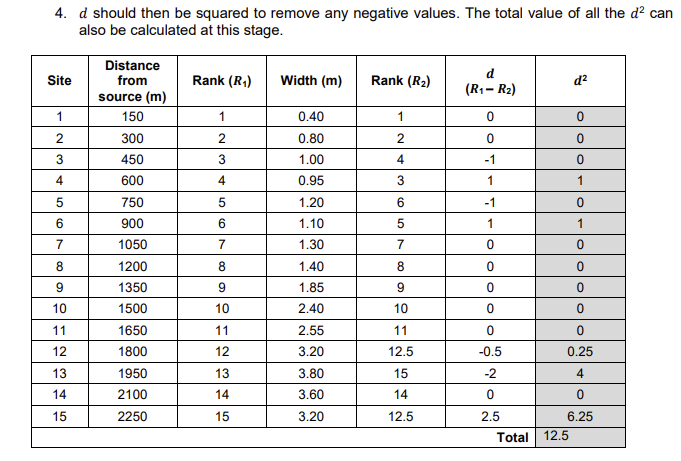 4. d should then be squared to remove any negative values. The total value of all the d² can
also be calculated at this stage.
Site | Distance from source (m) | Rank (R₁) | Width (m) | Rank (R₂) | d (R₁ – R₂) | d²
1 | 150 | 1 | 0.40 | 1 | 0 | 0
2 | 300 | 2 | 0.80 | 2 | 0 | 0
3 | 450 | 3 | 1.00 | 4 | -1 | 0
4 | 600 | 4 | 0.95 | 3 | 1 | 1
5 | 750 | 5 | 1.20 | 6 | -1 | 0
6 | 900 | 6 | 1.10 | 5 | 1 | 1
7 | 1050 | 7 | 1.30 | 7 | 0 | 0
8 | 1200 | 8 | 1.40 | 8 | 0 | 0
9 | 1350 | 9 | 1.85 | 9 | 0 | 0
10 | 1500 | 10 | 2.40 | 10 | 0 | 0
11 | 1650 | 11 | 2.55 | 11 | 0 | 0
12 | 1800 | 12 | 3.20 | 12.5 | -0.5 | 0.25
13 | 1950 | 13 | 3.80 | 15 | -2 | 4
14 | 2100 | 14 | 3.60 | 14 | 0 | 0
15 | 2250 | 15 | 3.20 | 12.5 | 2.5 | 6.25
Total | 12.5